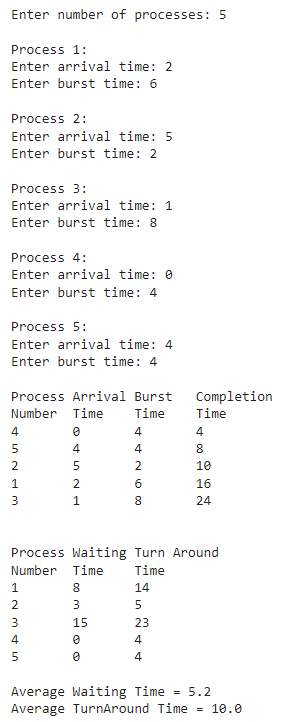 Enter number of processes: 5
Process 1:
Enter arrival time: 2
Enter burst time: 6
Process 2:
Enter arrival time: 5
Enter burst time: 2
Process 3:
Enter arrival time: 1
Enter burst time: 8
Process 4:
Enter arrival time: 0
Enter burst time: 4
Process 5:
Enter arrival time: 4
Enter burst time: 4
Process Arrival Burst Completion
Number Time Time Time
4 0 4 4
5 4 4 8
2 5 2 10
1 2 6 16
3 1 8 24
Process Waiting Turn Around
Number Time Time
1 8 14
2 3 5
3 15 23
4 0 4
5 0 4
Average Waiting Time = 5.2
Average TurnAround Time = 10.0